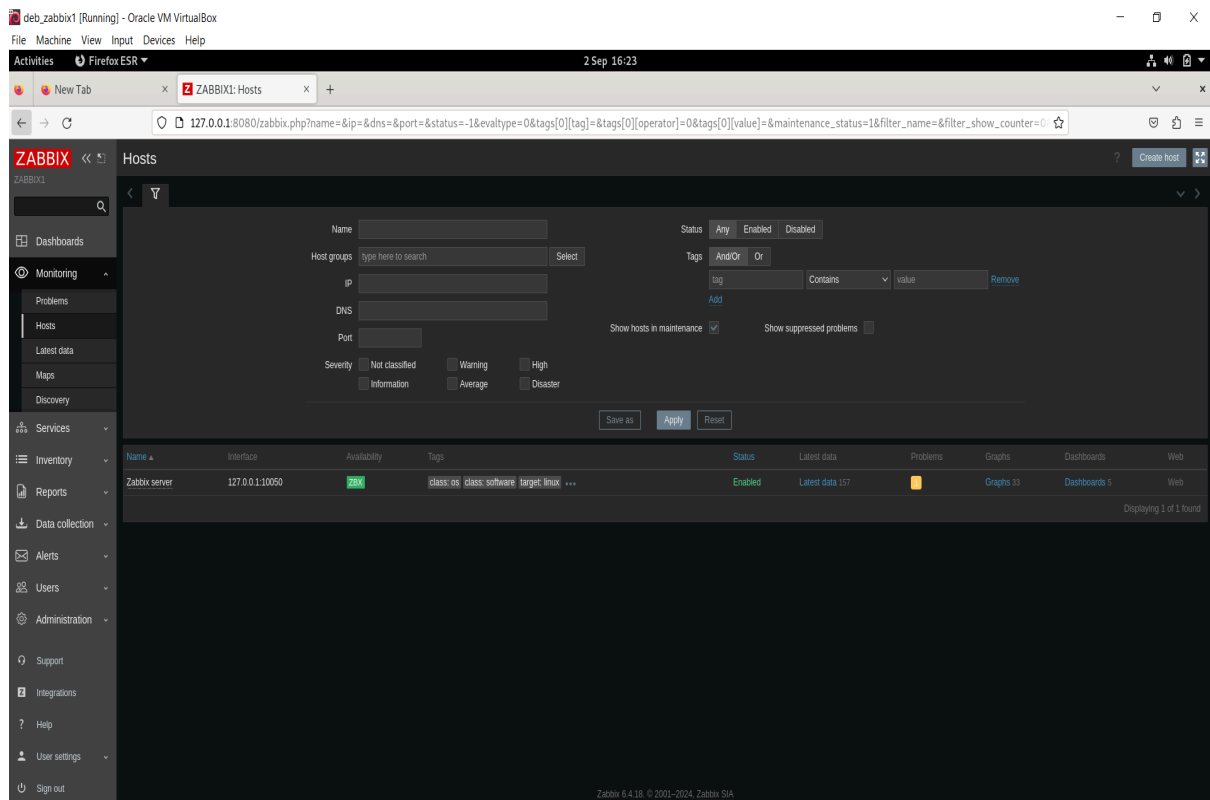 deb_zabbix1 [Running] - Oracle VM VirtualBox
File Machine View Input Devices Help
Activities Firefox ESR 2 Sep 16:23
New Tab ZABBIX1: Hosts
127.0.0.1:8080/zabbix.php?name=&ip=&dns=&port=&status=-1&evaltype=0&tags[0][tag]=&tags[0][operator]=0&tags[0][value]=&maintenance_status=1&filter_name=&filter_show_counter=0
ZABBIX
ZABBIX1
Dashboards
Monitoring
Problems
Hosts
Latest data
Maps
Discovery
Services
Inventory
Reports
Data collection
Alerts
Users
Administration
Support
Integrations
Help
User settings
Sign out
Hosts
? Create host
Name
Host groups type here to search Select
IP
DNS
Port
Severity Not classified Warning High
Information Average Disaster
Status Any Enabled Disabled
Tags And/Or Or
tag Contains value Remove
Add
Show hosts in maintenance Show suppressed problems
Save as Apply Reset
Name Interface Availability Tags Status Latest data Problems Graphs Dashboards Web
Zabbix server 127.0.0.1:10050 ZBX class: os class: software target: linux ••• Enabled Latest data 157 1 Graphs 33 Dashboards 5 Web
Displaying 1 of 1 found
Zabbix 6.4.18. © 2001–2024, Zabbix SIA